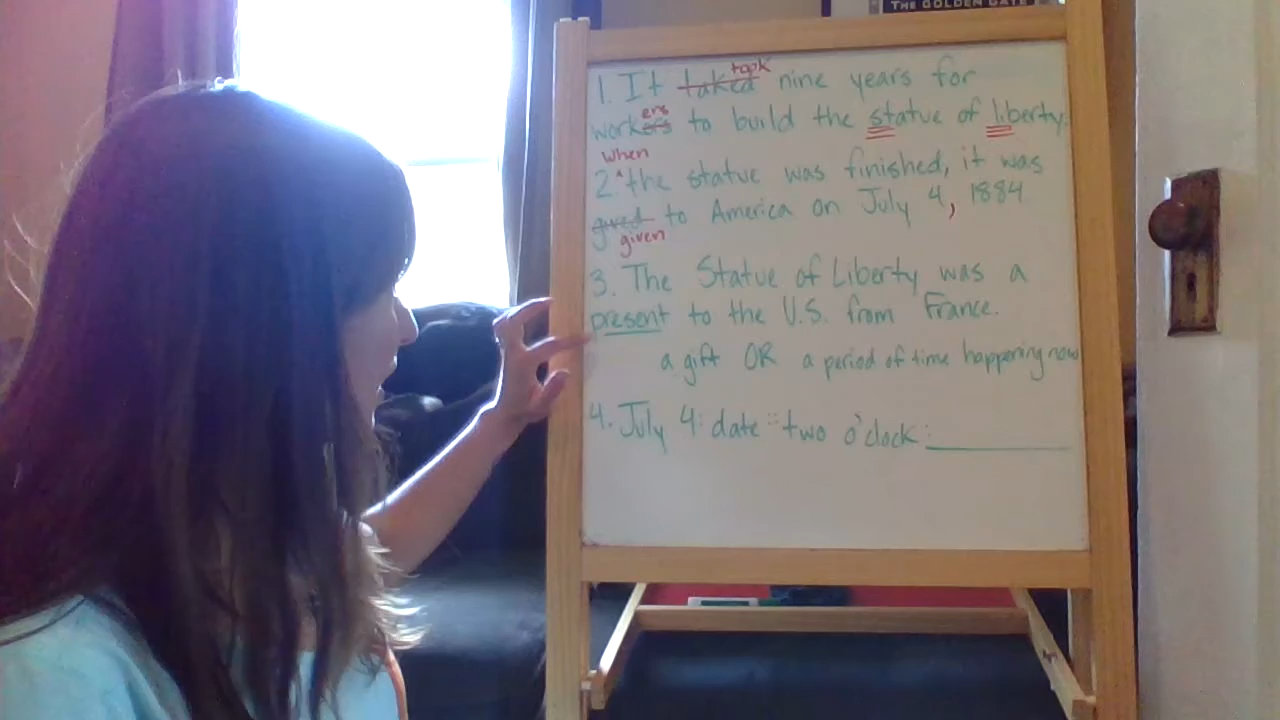 THE GOLDEN GATE
took
1. It taked nine years for
ers
workers to build the statue of liberty.
when
2 ^ the statue was finished, it was
gived to America on July 4, 1884
given
3. The Statue of Liberty was a
present to the U.S. from France.
a gift OR a period of time happening now
4. July 4: date :: two o'clock: ________